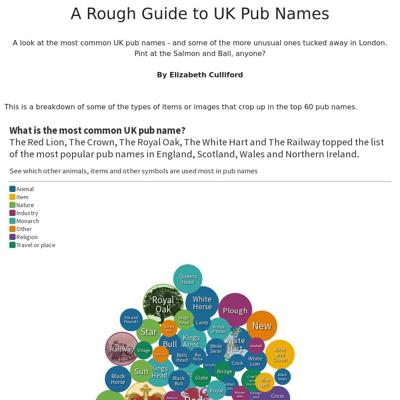 A Rough Guide to UK Pub Names
A look at the most common UK pub names - and some of the more unusual ones tucked away in London.
Pint at the Salmon and Ball, anyone?
By Elizabeth Culliford
This is a breakdown of some of the types of items or images that crop up in the top 60 pub names.
What is the most common UK pub name?
The Red Lion, The Crown, The Royal Oak, The White Hart and The Railway topped the list
of the most popular pub names in England, Scotland, Wales and Northern Ireland.
See which other animals, items and other symbols are used most in pub names
Animal
Item
Nature
Industry
Monarch
Other
Religion
Travel or place
Queens
Head
Royal
Oak
White
Horse
Plough
New
Star
Lamb
Bull
Kings
Arms
White
Hart
Railway
Village
White
Swan
Rose
and
Crown
Bulls
Head
Cock
White
Lion
Sun
Kings
Head
Black
Horse
Black
Bull
Globe
Bridge
Royal
Cross